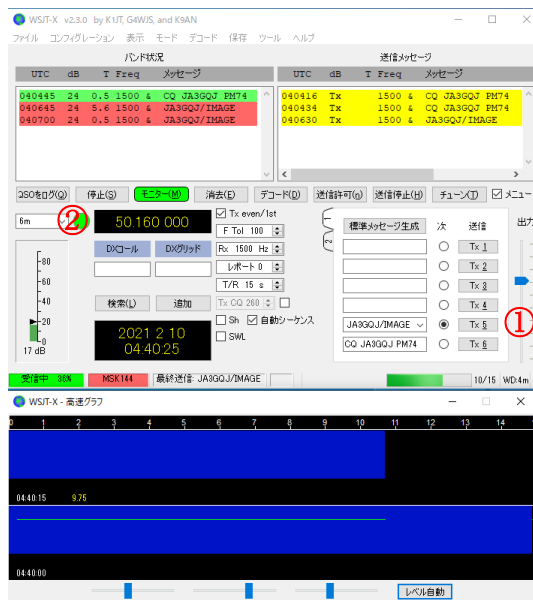 WSJT-X v2.3.0 by K1JT, G4WJS, and K9AN
ファイル コンフィグレーション 表示 モード デコード 保存 ツール ヘルプ
バンド状況 送信メッセージ
UTC dB T Freq メッセージ UTC dB T Freq メッセージ
040445 24 0.5 1500 & CQ JA3GQJ PM74 040416 Tx 1500 & CQ JA3GQJ PM74
040645 24 5.6 1500 & JA3GQJ/IMAGE 040434 Tx 1500 & CQ JA3GQJ PM74
040700 24 0.5 1500 & JA3GQJ/IMAGE 040630 Tx 1500 & JA3GQJ/IMAGE
QSOをログ(Q) 停止(S) モニター(M) 消去(E) デコード(D) 送信許可(n) 送信停止(H) チューン(T) メニュー
6m ② 50.160 000 Tx even/1st 1 標準メッセージ生成 次 送信 出力
F Tol 100
DXコール DXグリッド Rx 1500 Hz 2 Tx 1
レポート 0 Tx 2
T/R 15 s Tx 3
検索(L) 追加 Tx CQ 260 Tx 4
2021 2 10 Sh 自動シーケンス JA3GQJ/IMAGE Tx 5 ①
04:40:25 SWL CQ JA3GQJ PM74 Tx 6
-80
-60
-40
-20
0
17 dB
受信中 36% MSK144 最終送信: JA3GQJ/IMAGE 10/15 WD:4m
WSJT-X - 高速グラフ
0 1 2 3 4 5 6 7 8 9 10 11 12 13 14
04:40:15 9.75
04:40:00
レベル自動